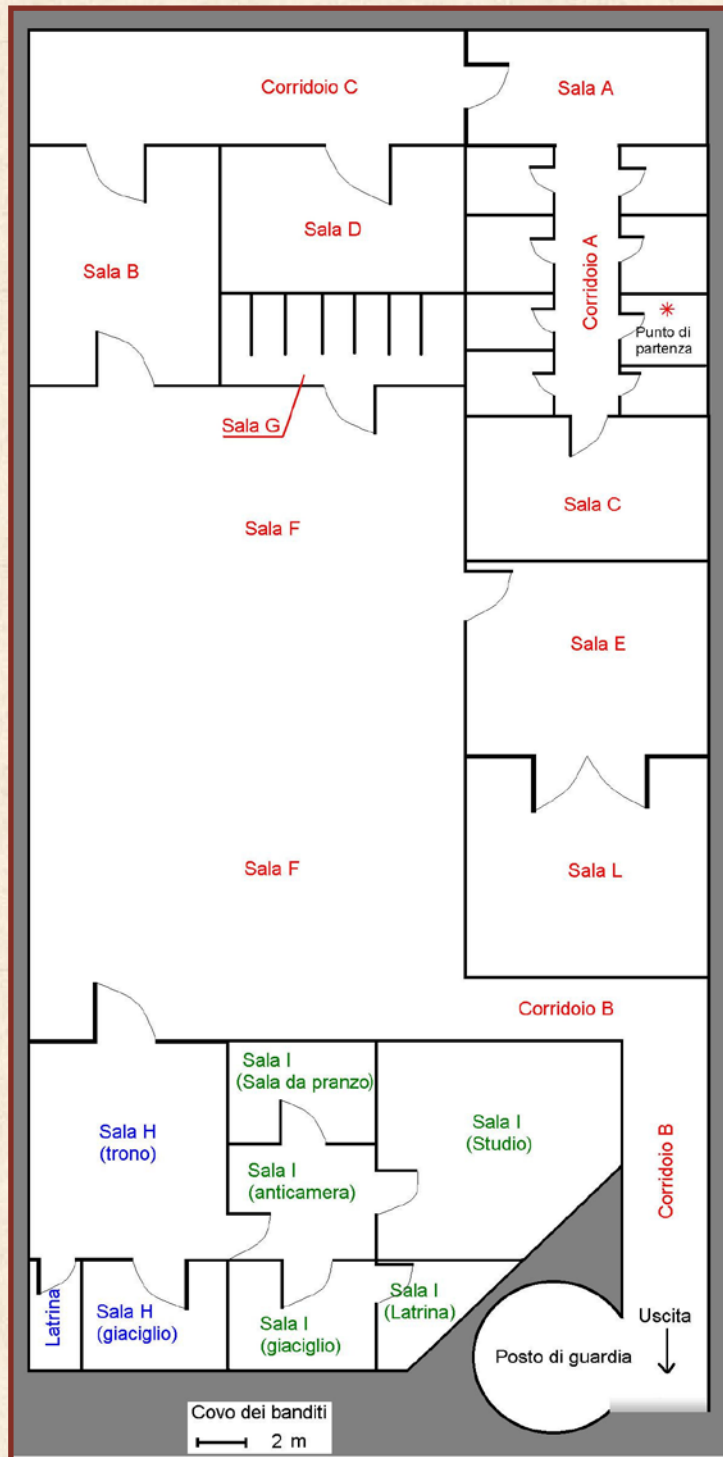 Corridoio C
Sala A
Sala D
Sala B
Corridoio A
Punto di
partenza
Sala G
Sala C
Sala F
Sala E
Sala F
Sala L
Corridoio B
Sala I
(Sala da pranzo)
Sala H
(trono)
Sala I
(Studio)
Sala I
(anticamera)
Corridoio B
Latrina
Sala H
(giaciglio)
Sala I
(giaciglio)
Sala I
(Latrina)
Uscita
Posto di guardia
Covo dei banditi
2 m